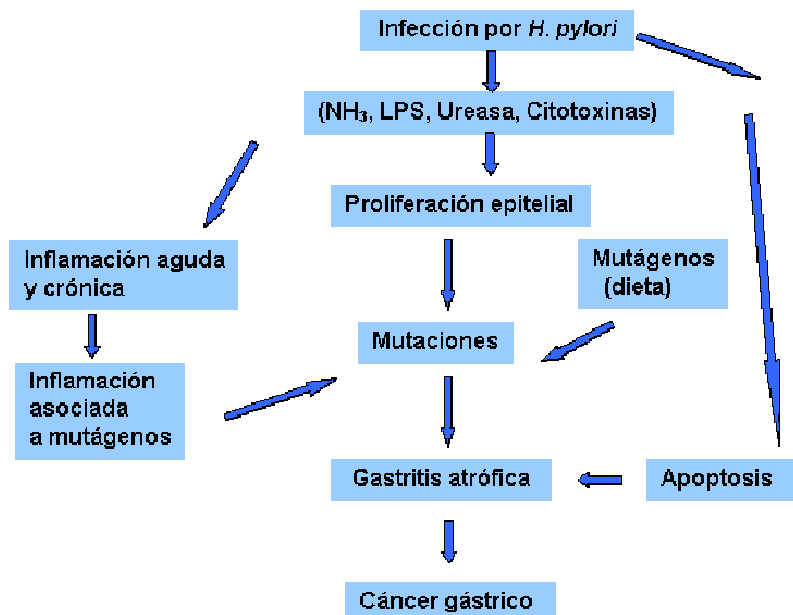 Infección por H. pylori
(NH₃, LPS, Ureasa, Citotoxinas)
Proliferación epitelial
Inflamación aguda
y crónica
Mutágenos
(dieta)
Mutaciones
Inflamación
asociada
a mutágenos
Gastritis atrófica
Apoptosis
Cáncer gástrico